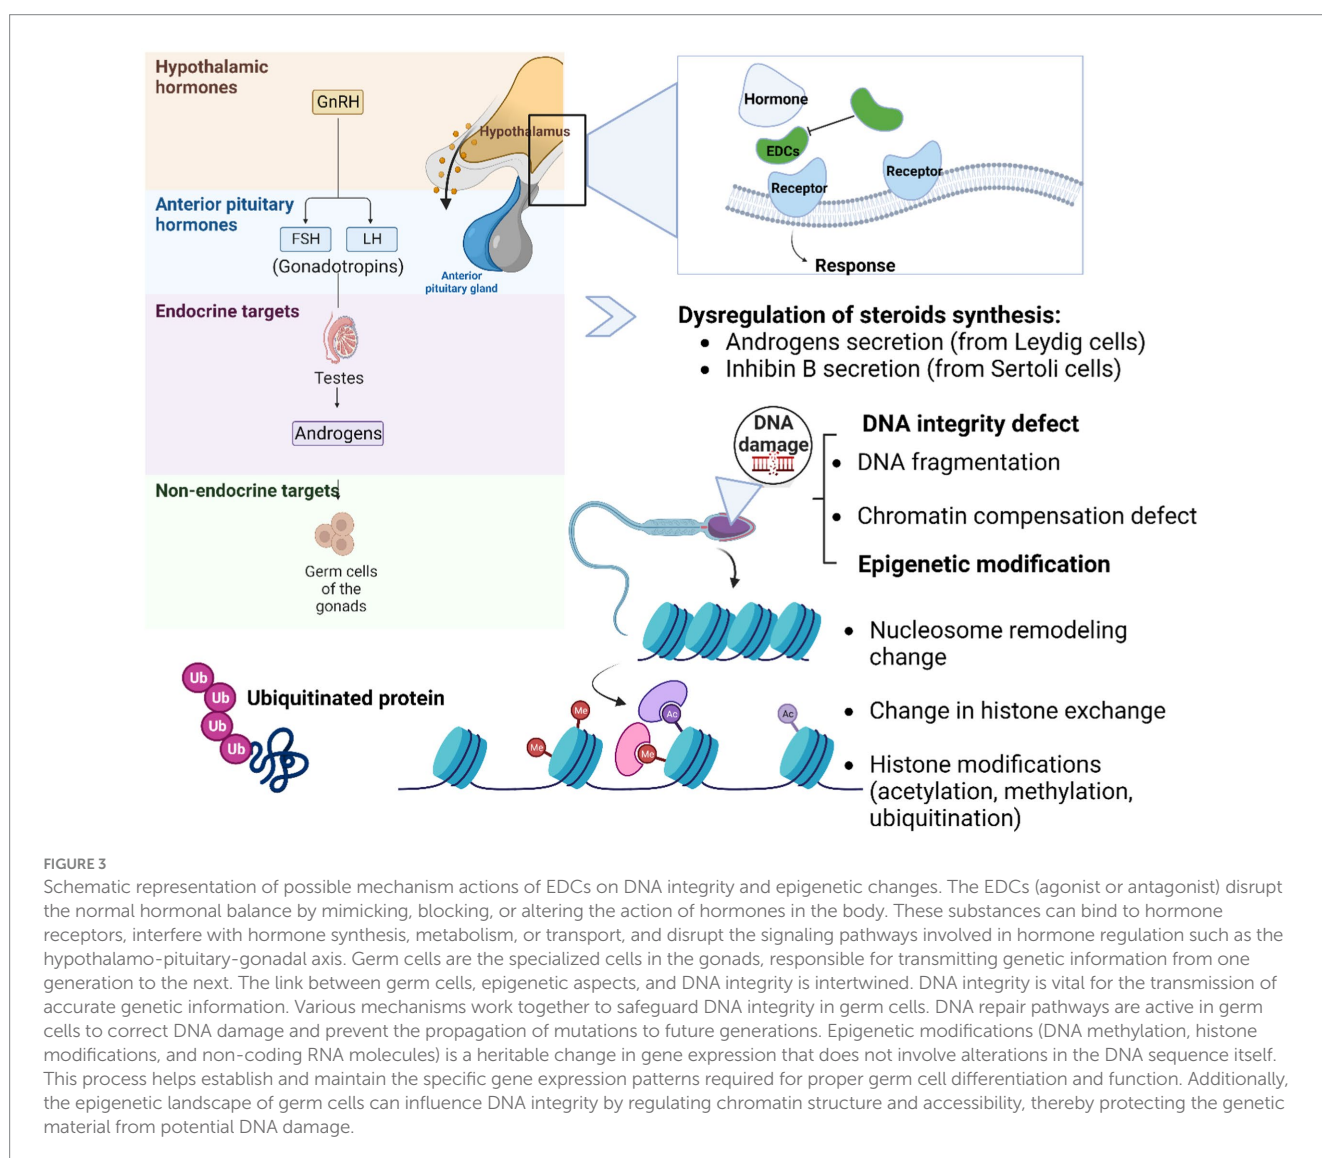 Hypothalamic
hormones
GnRH
Hypothalamus
Anterior pituitary
hormones
FSH
LH
(Gonadotropins)
Anterior
pituitary gland
Endocrine targets
Testes
Androgens
Non-endocrine targets
Germ cells
of the
gonads
Hormone
EDCs
Receptor
Receptor
Response
Dysregulation of steroids synthesis:
• Androgens secretion (from Leydig cells)
• Inhibin B secretion (from Sertoli cells)
DNA
damage
DNA integrity defect
• DNA fragmentation
• Chromatin compensation defect
Epigenetic modification
• Nucleosome remodeling
change
• Change in histone exchange
• Histone modifications
(acetylation, methylation,
ubiquitination)
Ub
Ub
Ub
Ub
Ubiquitinated protein
Me
Me
Ac
Me
Ac
FIGURE 3
Schematic representation of possible mechanism actions of EDCs on DNA integrity and epigenetic changes. The EDCs (agonist or antagonist) disrupt
the normal hormonal balance by mimicking, blocking, or altering the action of hormones in the body. These substances can bind to hormone
receptors, interfere with hormone synthesis, metabolism, or transport, and disrupt the signaling pathways involved in hormone regulation such as the
hypothalamo-pituitary-gonadal axis. Germ cells are the specialized cells in the gonads, responsible for transmitting genetic information from one
generation to the next. The link between germ cells, epigenetic aspects, and DNA integrity is intertwined. DNA integrity is vital for the transmission of
accurate genetic information. Various mechanisms work together to safeguard DNA integrity in germ cells. DNA repair pathways are active in germ
cells to correct DNA damage and prevent the propagation of mutations to future generations. Epigenetic modifications (DNA methylation, histone
modifications, and non-coding RNA molecules) is a heritable change in gene expression that does not involve alterations in the DNA sequence itself.
This process helps establish and maintain the specific gene expression patterns required for proper germ cell differentiation and function. Additionally,
the epigenetic landscape of germ cells can influence DNA integrity by regulating chromatin structure and accessibility, thereby protecting the genetic
material from potential DNA damage.